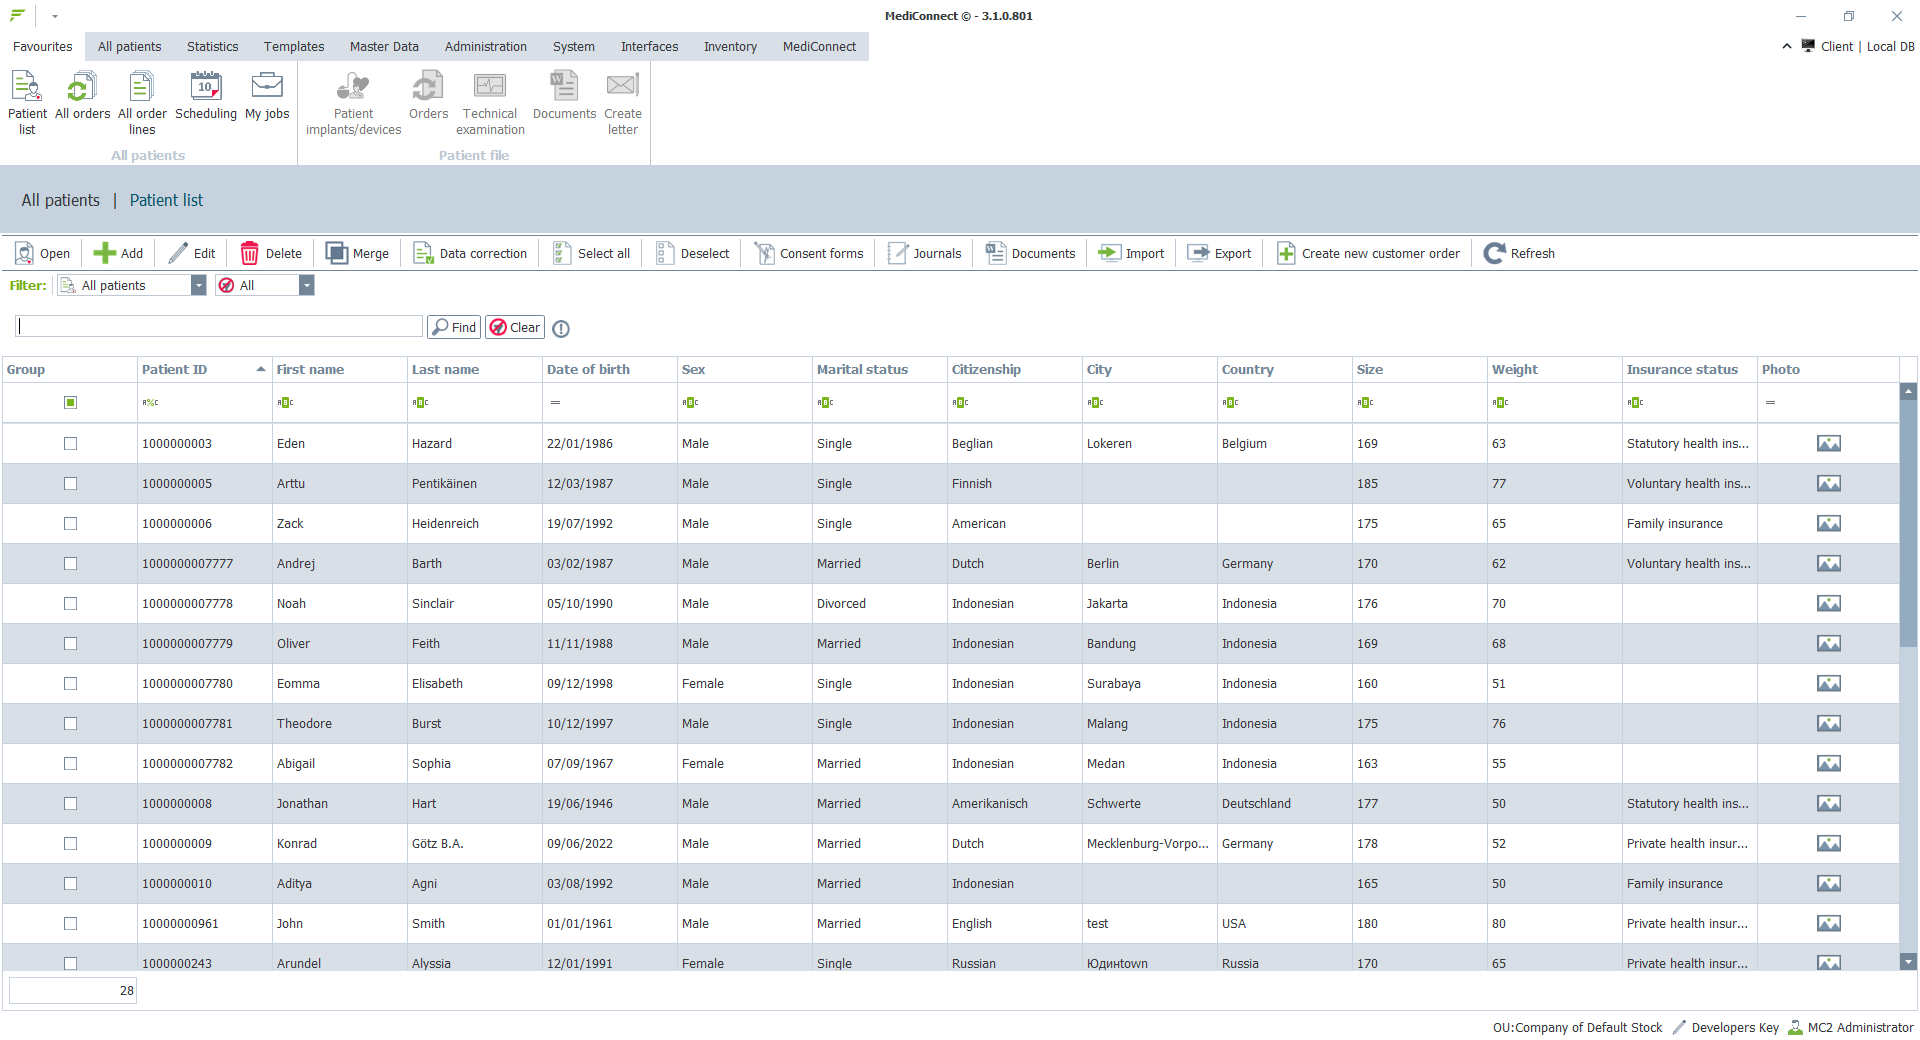 MediConnect © - 3.1.0.801
Favourites All patients Statistics Templates Master Data Administration System Interfaces Inventory MediConnect
Client | Local DB
Patient list All orders All order lines Scheduling My jobs
10
Patient implants/devices Orders Technical examination Documents Create letter
All patients Patient file
All patients | Patient list
Open Add Edit Delete Merge Data correction Select all Deselect Consent forms Journals Documents Import Export Create new customer order Refresh
Filter: All patients All
Find Clear
Group Patient ID First name Last name Date of birth Sex Marital status Citizenship City Country Size Weight Insurance status Photo
1000000003 Eden Hazard 22/01/1986 Male Single Beglian Lokeren Belgium 169 63 Statutory health ins...
1000000005 Arttu Pentikäinen 12/03/1987 Male Single Finnish 185 77 Voluntary health ins...
1000000006 Zack Heidenreich 19/07/1992 Male Single American 175 65 Family insurance
1000000007777 Andrej Barth 03/02/1987 Male Married Dutch Berlin Germany 170 62 Voluntary health ins...
1000000007778 Noah Sinclair 05/10/1990 Male Divorced Indonesian Jakarta Indonesia 176 70
1000000007779 Oliver Feith 11/11/1988 Male Married Indonesian Bandung Indonesia 169 68
1000000007780 Eomma Elisabeth 09/12/1998 Female Single Indonesian Surabaya Indonesia 160 51
1000000007781 Theodore Burst 10/12/1997 Male Single Indonesian Malang Indonesia 175 76
1000000007782 Abigail Sophia 07/09/1967 Female Married Indonesian Medan Indonesia 163 55
1000000008 Jonathan Hart 19/06/1946 Male Married Amerikanisch Schwerte Deutschland 177 50 Statutory health ins...
1000000009 Konrad Götz B.A. 09/06/2022 Male Married Dutch Mecklenburg-Vorpo... Germany 178 52 Private health insur...
1000000010 Aditya Agni 03/08/1992 Male Married Indonesian 165 50 Family insurance
10000000961 John Smith 01/01/1961 Male Married English test USA 180 80 Private health insur...
1000000243 Arundel Alyssia 12/01/1991 Female Single Russian Юдинtown Russia 170 65 Private health insur...
28
OU:Company of Default Stock Developers Key MC2 Administrator